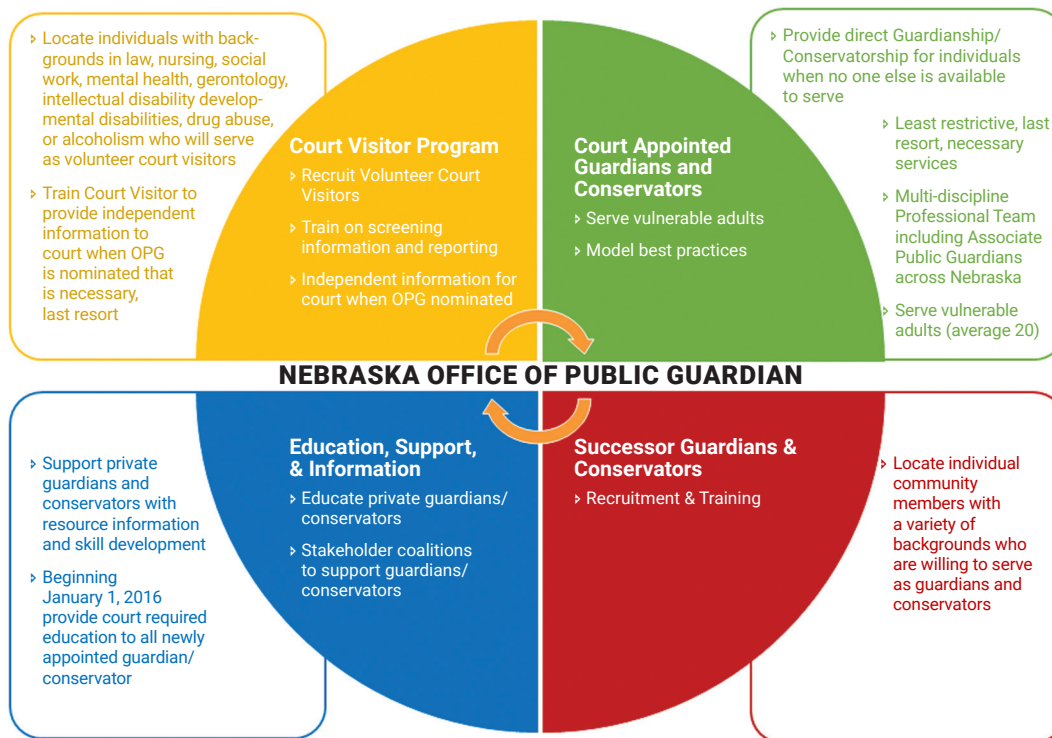 › Locate individuals with back-
grounds in law, nursing, social
work, mental health, gerontology,
intellectual disability develop-
mental disabilities, drug abuse,
or alcoholism who will serve
as volunteer court visitors
› Train Court Visitor to
provide independent
information to
court when OPG
is nominated that
is necessary,
last resort
Court Visitor Program
› Recruit Volunteer Court
Visitors
› Train on screening
information and reporting
› Independent information for
court when OPG nominated
Court Appointed
Guardians and
Conservators
› Serve vulnerable adults
› Model best practices
› Provide direct Guardianship/
Conservatorship for individuals
when no one else is available
to serve
› Least restrictive, last
resort, necessary
services
› Multi-discipline
Professional Team
including Associate
Public Guardians
across Nebraska
› Serve vulnerable
adults (average 20)
NEBRASKA OFFICE OF PUBLIC GUARDIAN
› Support private
guardians and
conservators with
resource information
and skill development
› Beginning
January 1, 2016
provide court required
education to all newly
appointed guardian/
conservator
Education, Support,
& Information
› Educate private guardians/
conservators
› Stakeholder coalitions
to support guardians/
conservators
Successor Guardians &
Conservators
› Recruitment & Training
› Locate individual
community
members with
a variety of
backgrounds who
are willing to serve
as guardians and
conservators